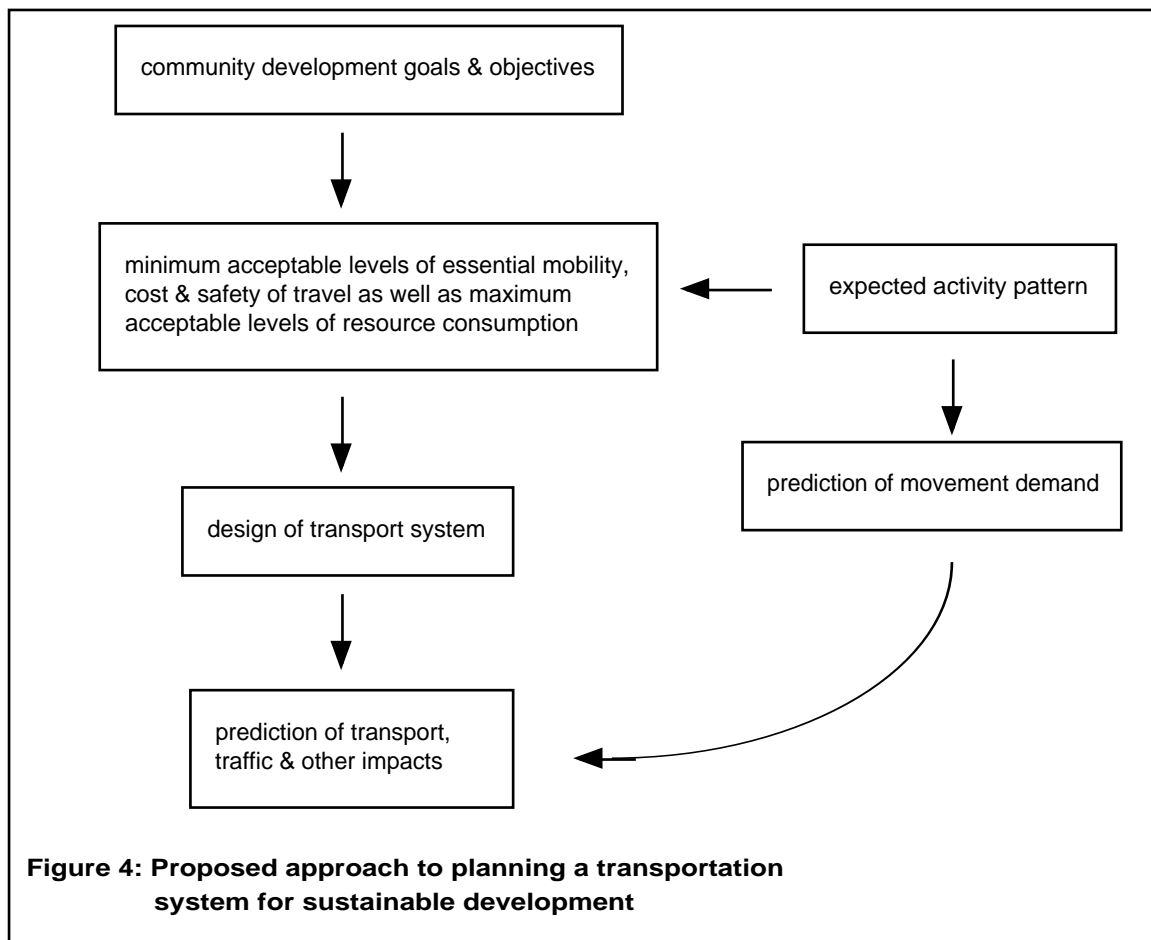 community development goals & objectives
minimum acceptable levels of essential mobility,
cost & safety of travel as well as maximum
acceptable levels of resource consumption
expected activity pattern
prediction of movement demand
design of transport system
prediction of transport,
traffic & other impacts
Figure 4: Proposed approach to planning a transportation
system for sustainable development